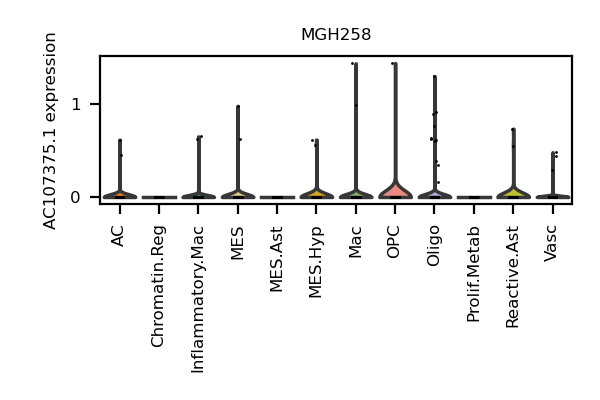 MGH258
AC107375.1 expression
1
0
AC
Chromatin.Reg
Inflammatory.Mac
MES
MES.Ast
MES.Hyp
Mac
OPC
Oligo
Prolif.Metab
Reactive.Ast
Vasc